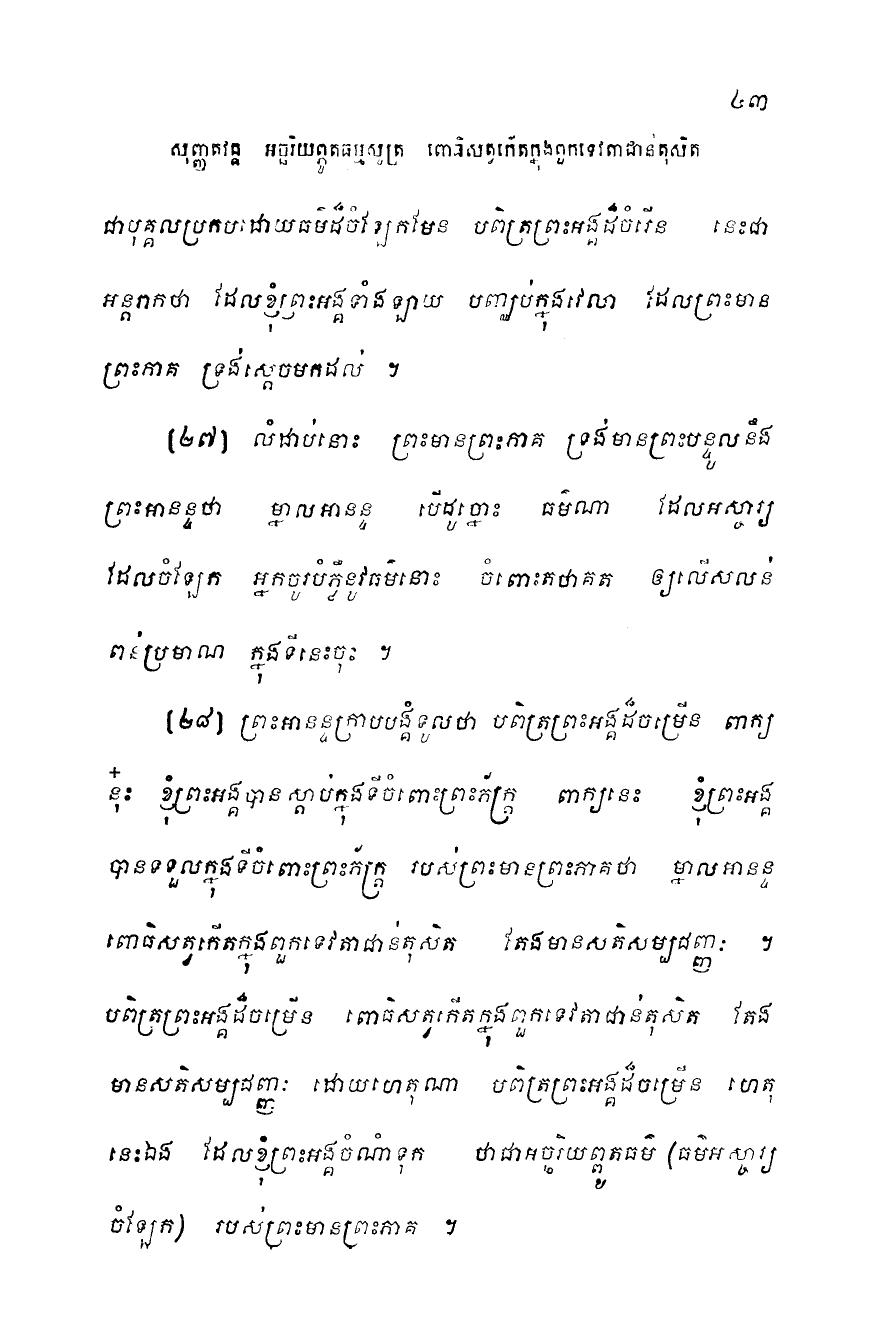 ៤៣
សុញ្ញតវគ្គ អច្ឆរិយព្ភូតធម្មសូត្រ ពោធិសត្វកើតក្នុងពួកទេវតាជាន់តុសិត
ជាបុគ្គលប្រកបដោយធម៌ដ៏ចំឡែកមែន បពិត្រព្រះអង្គដ៏ចំរើន នេះជា
អន្តរាកថា ដែលខ្ញុំព្រះអង្គទាំងឡាយ បញ្ឈប់ក្នុងវេលា ដែលព្រះមាន
ព្រះភាគ ទ្រង់ស្តេចមកដល់ ។
(៤៧) លំដាប់នោះ ព្រះមានព្រះភាគ ទ្រង់មានព្រះបន្ទូលនឹង
ព្រះអានន្ទថា ម្នាលអានន្ទ បើដូច្នោះ ធម៌ណា ដែលអស្ចារ្យ
ដែលចំឡែក អ្នកចូរបំភ្លឺនូវធម៌នោះ ចំពោះតថាគត ឲ្យលើសលន់
ពន់ប្រមាណ ក្នុងទីនេះចុះ ។
(៤៨) ព្រះអានន្ទក្រាបបង្គំទូលថា បពិត្រព្រះអង្គដ៏ចម្រើន ពាក្យ
នុ៎ះ ខ្ញុំព្រះអង្គបានស្តាប់ក្នុងទីចំពោះព្រះភ័ក្ត្រ ពាក្យនេះ ខ្ញុំព្រះអង្គ
បានទទួលក្នុងទីចំពោះព្រះភ័ក្ត្រ របស់ព្រះមានព្រះភាគថា ម្នាលអានន្ទ
ពោធិសត្វកើតក្នុងពួកទេវតាជាន់តុសិត តែងមានសតិសម្បជញ្ញៈ ។
បពិត្រព្រះអង្គដ៏ចម្រើន ពោធិសត្វកើតក្នុងពួកទេវតាជាន់តុសិត តែង
មានសតិសម្បជញ្ញៈ ដោយហេតុណា បពិត្រព្រះអង្គដ៏ចម្រើន ហេតុ
នេះឯង ដែលខ្ញុំព្រះអង្គចំណាំទុក ថាជាអច្ឆរិយព្ភូតធម៌ (ធម៌អស្ចារ្យ
ចំឡែក) របស់ព្រះមានព្រះភាគ ។